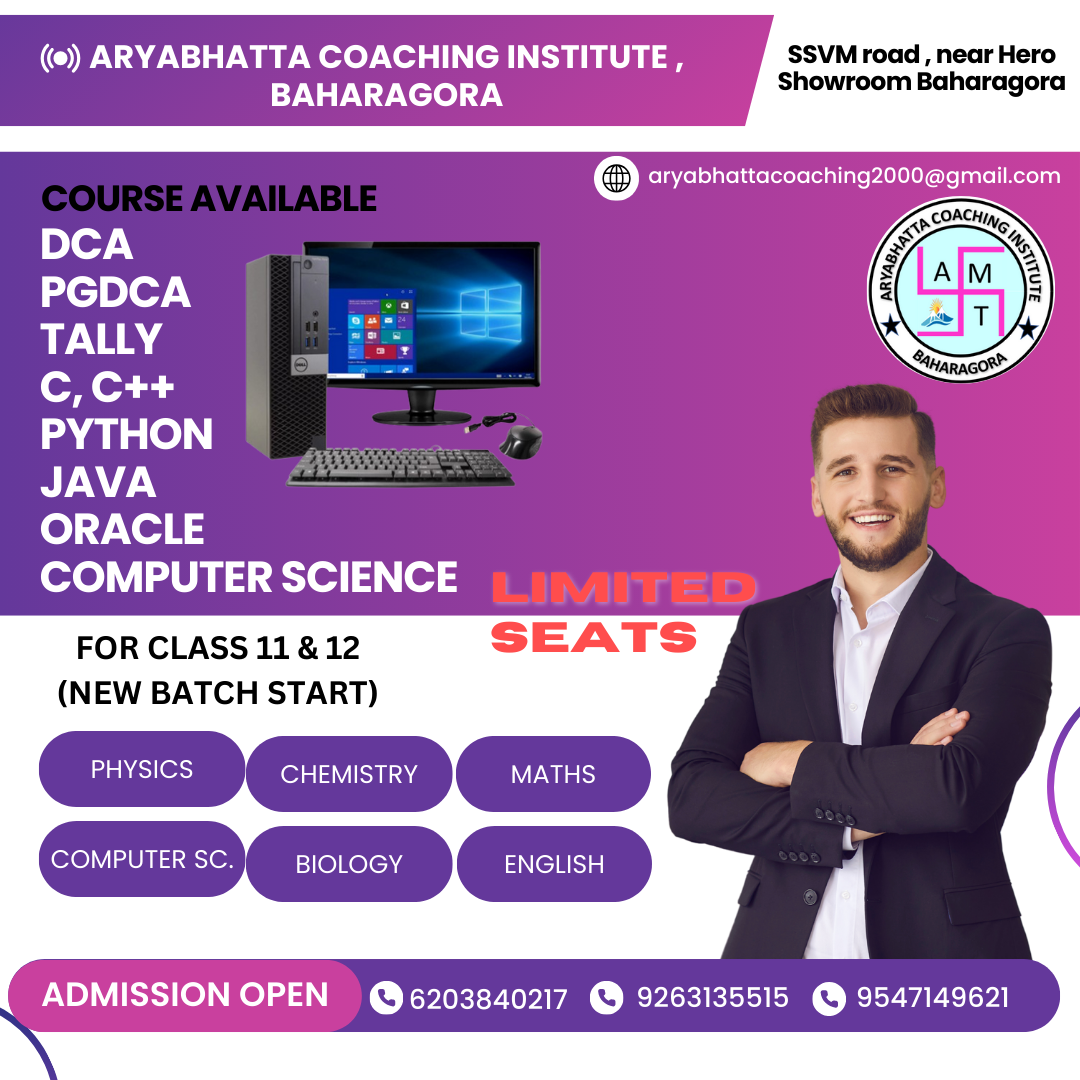 ARYABHATTA COACHING INSTITUTE ,
BAHARAGORA
SSVM road , near Hero
Showroom Baharagora
aryabhattacoaching2000@gmail.com
COURSE AVAILABLE
DCA
PGDCA
TALLY
C, C++
PYTHON
JAVA
ORACLE
COMPUTER SCIENCE
DELL
ARYABHATTA COACHING INSTITUTE
A M
T
BAHARAGORA
LIMITED
SEATS
FOR CLASS 11 & 12
(NEW BATCH START)
PHYSICS
CHEMISTRY
MATHS
COMPUTER SC.
BIOLOGY
ENGLISH
ADMISSION OPEN
6203840217
9263135515
9547149621